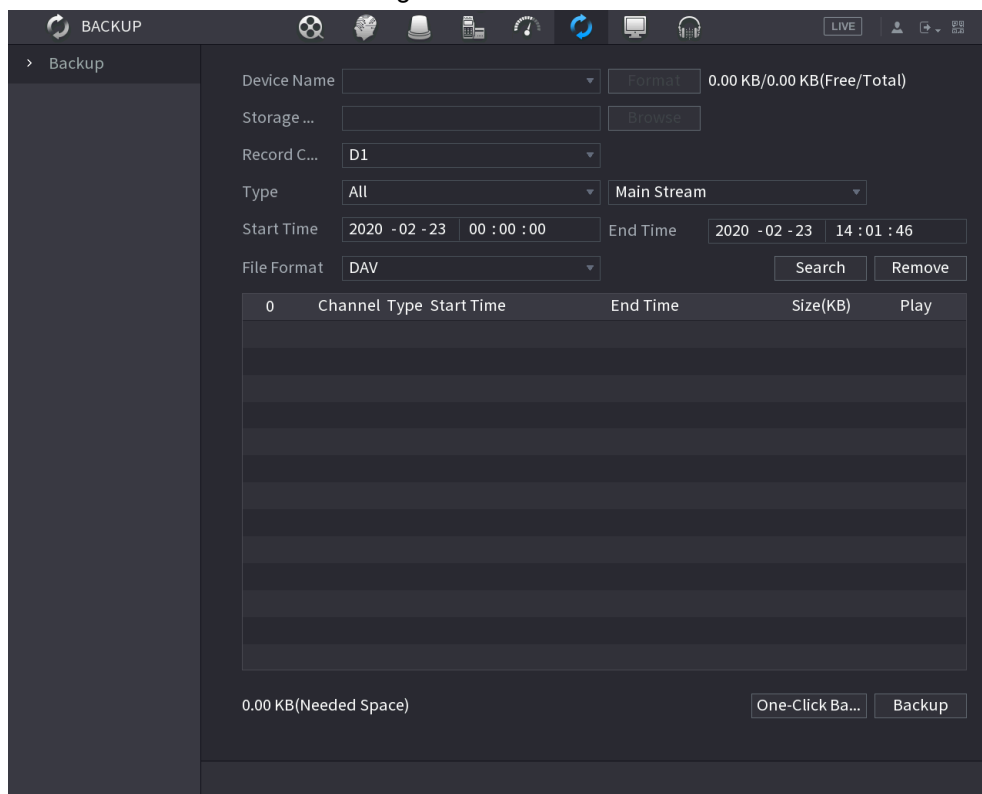 BACKUP LIVE
Backup
Device Name Format 0.00 KB/0.00 KB(Free/Total)
Storage ... Browse
Record C... D1
Type All Main Stream
Start Time 2020 - 02 - 23 00 : 00 : 00 End Time 2020 - 02 - 23 14 : 01 : 46
File Format DAV Search Remove
0 Channel Type Start Time End Time Size(KB) Play
0.00 KB(Needed Space) One-Click Ba... Backup